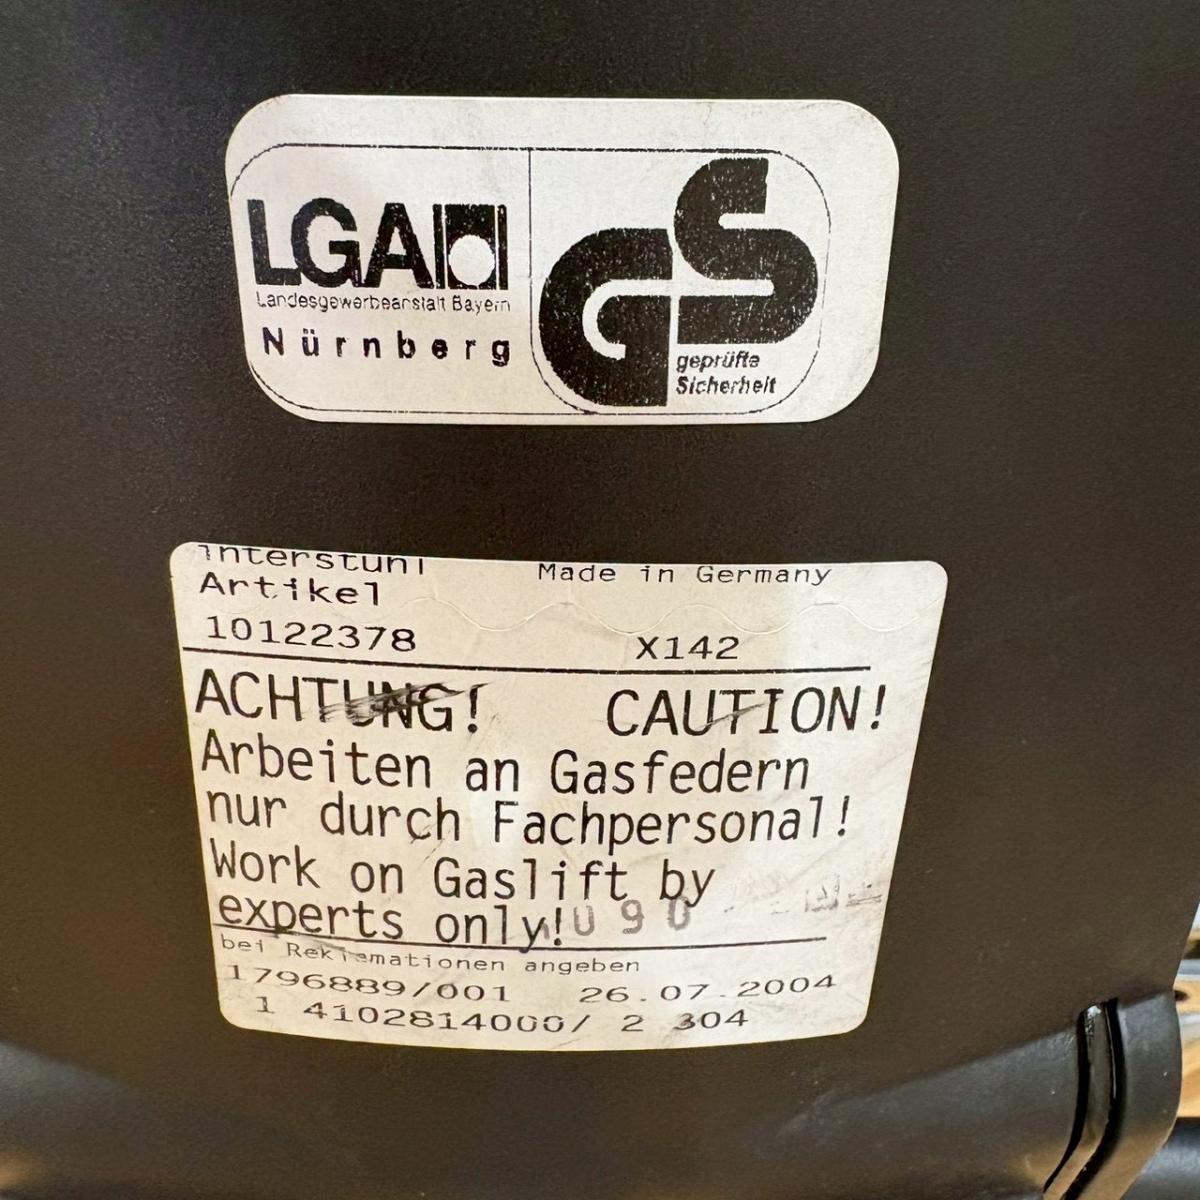 LGA
Landesgewerbeanstalt Bayern
Nürnberg
GS
geprüfte
Sicherheit
Interstuhl Made in Germany
Artikel
10122378 X142
ACHTUNG! CAUTION!
Arbeiten an Gasfedern
nur durch Fachpersonal!
Work on Gaslift by
experts only! 090
bei Reklamationen angeben
1796889/001 26.07.2004
1 4102814000/ 2 304